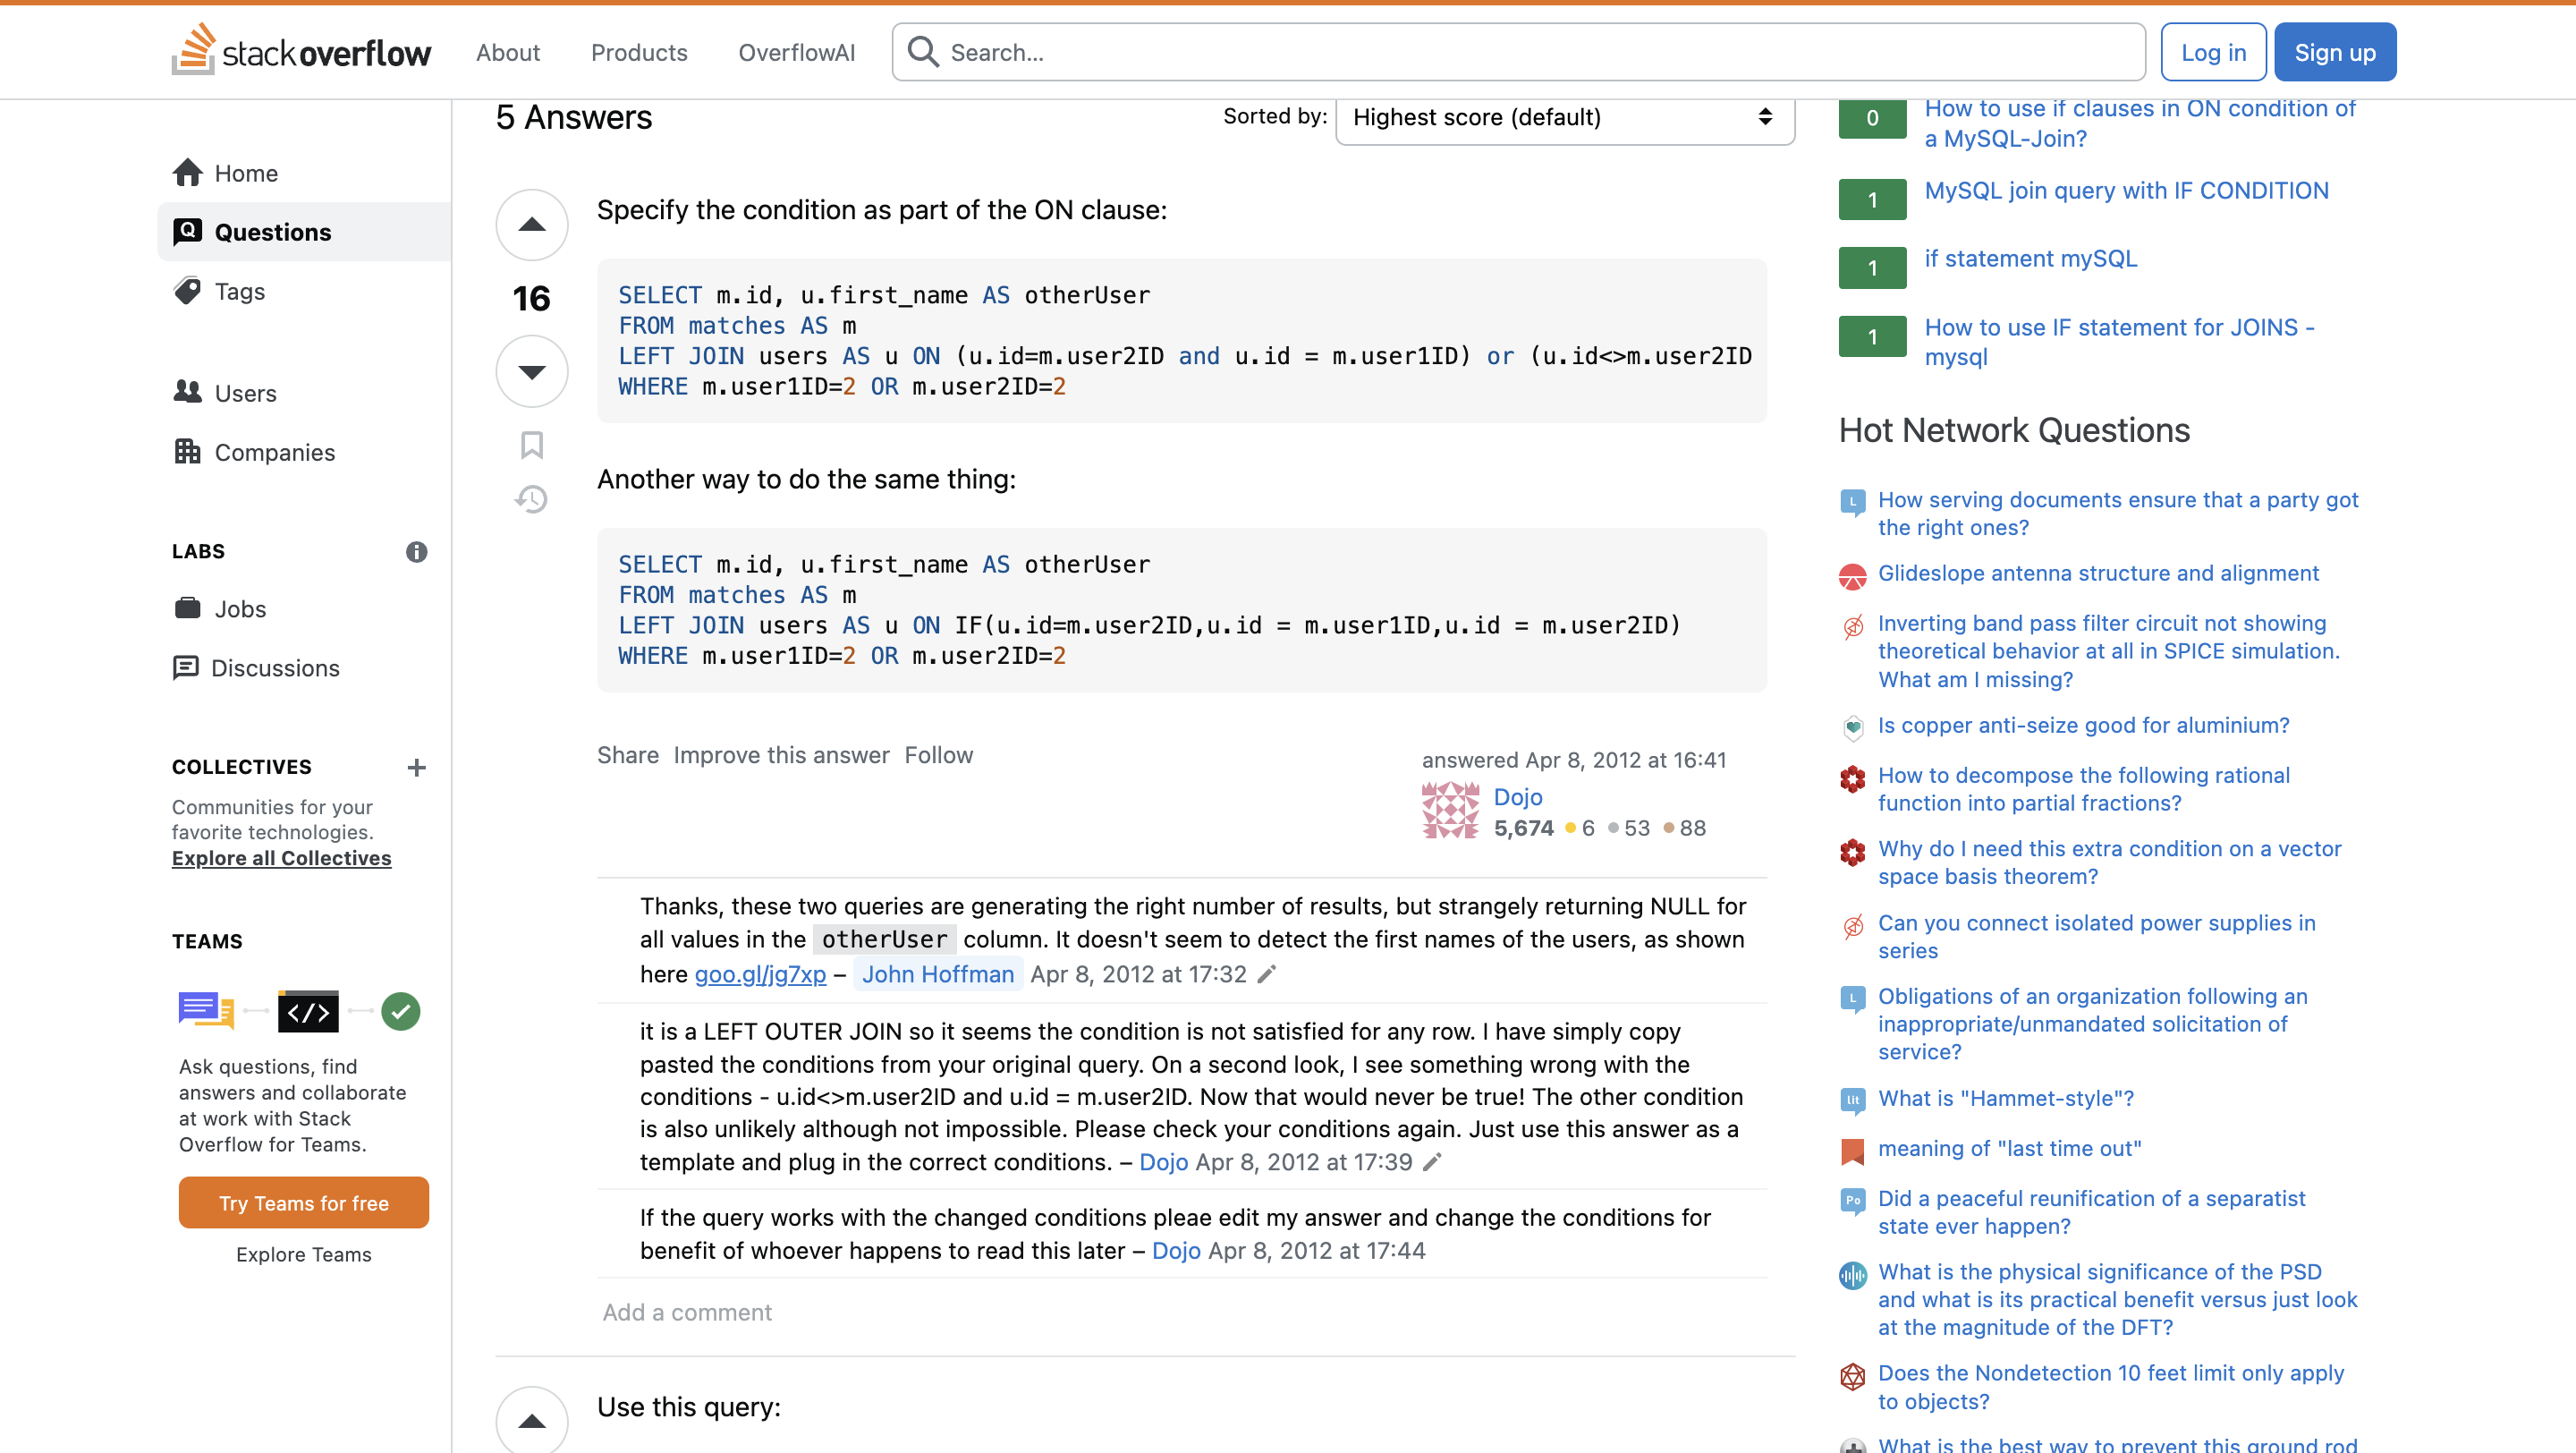 stackoverflow
About
Products
OverflowAI
Search...
Log in
Sign up
Home
Questions
Tags
Users
Companies
LABS
Jobs
Discussions
COLLECTIVES
Communities for your
favorite technologies.
Explore all Collectives
TEAMS
Ask questions, find
answers and collaborate
at work with Stack
Overflow for Teams.
Try Teams for free
Explore Teams
5 Answers
Sorted by:
Highest score (default)
16
Specify the condition as part of the ON clause:
SELECT m.id, u.first_name AS otherUser
FROM matches AS m
LEFT JOIN users AS u ON (u.id=m.user2ID and u.id = m.user1ID) or (u.id<>m.user2ID
WHERE m.user1ID=2 OR m.user2ID=2
Another way to do the same thing:
SELECT m.id, u.first_name AS otherUser
FROM matches AS m
LEFT JOIN users AS u ON IF(u.id=m.user2ID,u.id = m.user1ID,u.id = m.user2ID)
WHERE m.user1ID=2 OR m.user2ID=2
Share Improve this answer Follow
answered Apr 8, 2012 at 16:41
Dojo
5,674 6 53 88
Thanks, these two queries are generating the right number of results, but strangely returning NULL for
all values in the otherUser column. It doesn't seem to detect the first names of the users, as shown
here goo.gl/jg7xp – John Hoffman Apr 8, 2012 at 17:32
it is a LEFT OUTER JOIN so it seems the condition is not satisfied for any row. I have simply copy
pasted the conditions from your original query. On a second look, I see something wrong with the
conditions - u.id<>m.user2ID and u.id = m.user2ID. Now that would never be true! The other condition
is also unlikely although not impossible. Please check your conditions again. Just use this answer as a
template and plug in the correct conditions. – Dojo Apr 8, 2012 at 17:39
If the query works with the changed conditions pleae edit my answer and change the conditions for
benefit of whoever happens to read this later – Dojo Apr 8, 2012 at 17:44
Add a comment
Use this query:
0
How to use if clauses in ON condition of
a MySQL-Join?
1
MySQL join query with IF CONDITION
1
if statement mySQL
1
How to use IF statement for JOINS -
mysql
Hot Network Questions
L
How serving documents ensure that a party got
the right ones?
Glideslope antenna structure and alignment
Inverting band pass filter circuit not showing
theoretical behavior at all in SPICE simulation.
What am I missing?
Is copper anti-seize good for aluminium?
How to decompose the following rational
function into partial fractions?
Why do I need this extra condition on a vector
space basis theorem?
Can you connect isolated power supplies in
series
L
Obligations of an organization following an
inappropriate/unmandated solicitation of
service?
lit
What is "Hammet-style"?
meaning of "last time out"
Po
Did a peaceful reunification of a separatist
state ever happen?
What is the physical significance of the PSD
and what is its practical benefit versus just look
at the magnitude of the DFT?
Does the Nondetection 10 feet limit only apply
to objects?
What is the best way to prevent this ground rod